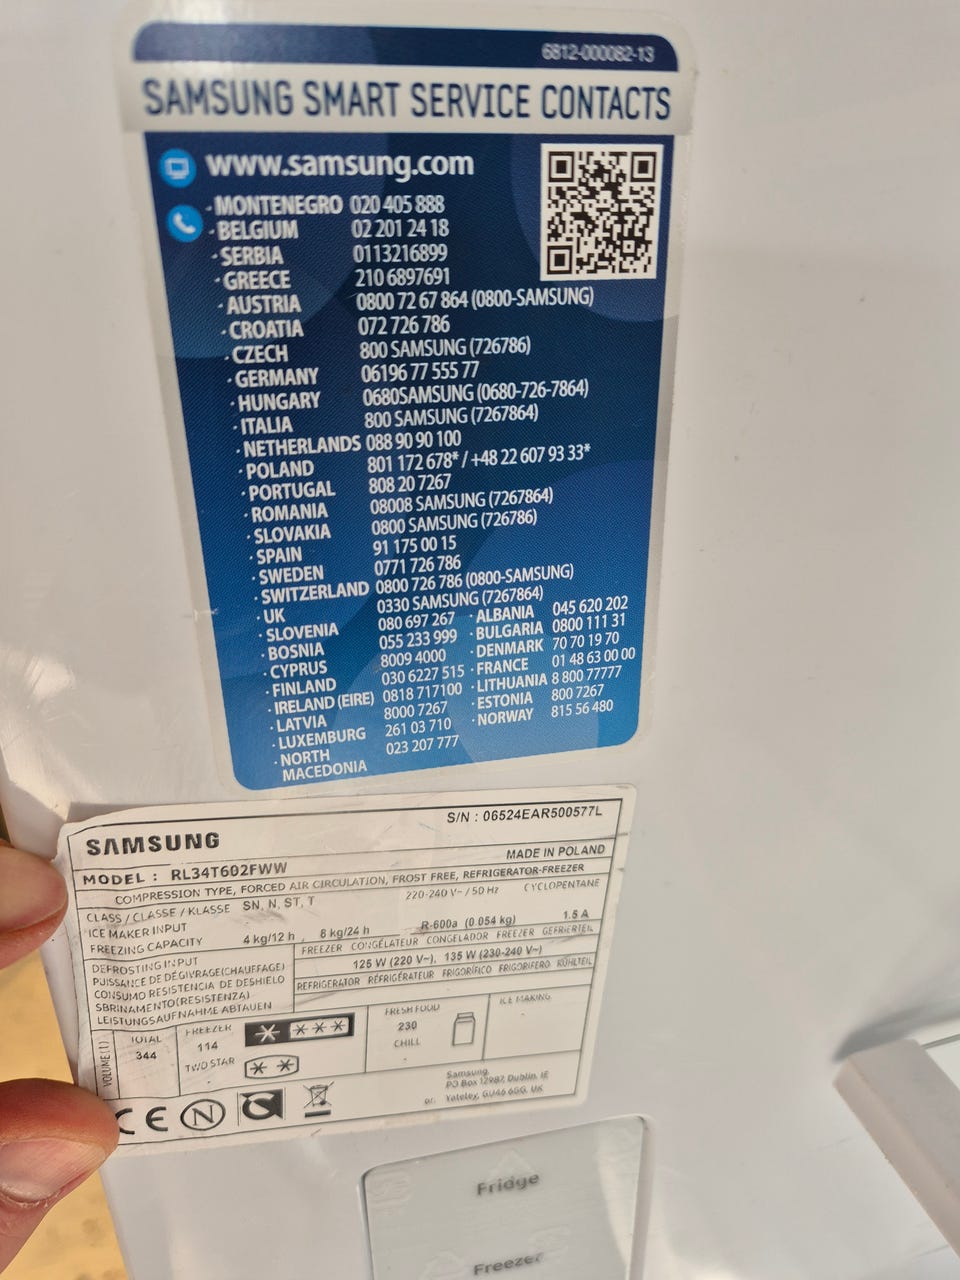 6812-000082-13
SAMSUNG SMART SERVICE CONTACTS
www.samsung.com
· MONTENEGRO 020 405 888
· BELGIUM 02 201 24 18
· SERBIA 0113216899
· GREECE 210 6897691
· AUSTRIA 0800 72 67 864 (0800-SAMSUNG)
· CROATIA 072 726 786
· CZECH 800 SAMSUNG (726786)
· GERMANY 06196 77 555 77
· HUNGARY 0680SAMSUNG (0680-726-7864)
· ITALIA 800 SAMSUNG (7267864)
· NETHERLANDS 088 90 90 100
· POLAND 801 172 678* / +48 22 607 93 33*
· PORTUGAL 808 20 7267
· ROMANIA 08008 SAMSUNG (7267864)
· SLOVAKIA 0800 SAMSUNG (726786)
· SPAIN 91 175 00 15
· SWEDEN 0771 726 786
· SWITZERLAND 0800 726 786 (0800-SAMSUNG)
· UK 0330 SAMSUNG (7267864)
· SLOVENIA 080 697 267 · ALBANIA 045 620 202
· BOSNIA 055 233 999 · BULGARIA 0800 111 31
· CYPRUS 8009 4000 · DENMARK 70 70 19 70
· FINLAND 030 6227 515 · FRANCE 01 48 63 00 00
· IRELAND (EIRE) 0818 717100 · LITHUANIA 8 800 77777
· LATVIA 8000 7267 · ESTONIA 800 7267
· LUXEMBURG 261 03 710 · NORWAY 815 56 480
· NORTH 023 207 777
MACEDONIA
S/N : 06524EAR500577L
SAMSUNG
MODEL : RL34T602FWW MADE IN POLAND
COMPRESSION TYPE, FORCED AIR CIRCULATION, FROST FREE, REFRIGERATOR-FREEZER
CLASS / CLASSE / KLASSE SN, N, ST, T 220-240 V~ / 50 Hz CYCLOPENTANE
ICE MAKER INPUT
FREEZING CAPACITY 4 kg/12 h , 8 kg/24 h R-600a (0.054 kg) 1.5 A
DEFROSTING INPUT FREEZER CONGÉLATEUR CONGELADOR FREEZER GEFRIERTEIL
PUISSANCE DE DÉGIVRAGE(CHAUFFAGE) 125 W (220 V~), 135 W (230-240 V~)
CONSUMO RESISTENCIA DE DESHIELO REFRIGERATOR RÉFRIGÉRATEUR FRIGORÍFICO FRIGORIFERO KÜHLTEIL
SBRINAMENTO(RESISTENZA)
LEISTUNGSAUFNAHME ABTAUEN
VOLUME(l) TOTAL FREEZER FRESH FOOD ICE MAKING
344 114 230
TWO STAR CHILL
Samsung
PO Box 12987, Dublin. IE
or Yateley, GU46 6GG. UK
CE N
Fridge
Freezer